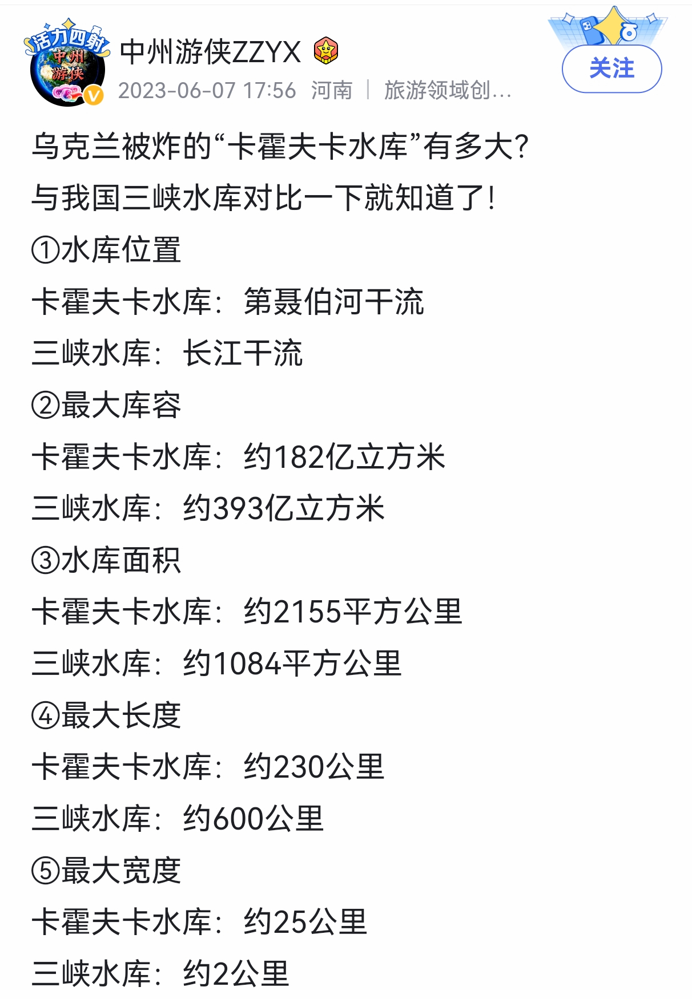 活力四射
中州
游侠
中州游侠ZZYX
关注
2023-06-07 17:56 河南 | 旅游领域创...
乌克兰被炸的“卡霍夫卡水库”有多大?
与我国三峡水库对比一下就知道了!
①水库位置
卡霍夫卡水库：第聂伯河干流
三峡水库：长江干流
②最大库容
卡霍夫卡水库：约182亿立方米
三峡水库：约393亿立方米
③水库面积
卡霍夫卡水库：约2155平方公里
三峡水库：约1084平方公里
④最大长度
卡霍夫卡水库：约230公里
三峡水库：约600公里
⑤最大宽度
卡霍夫卡水库：约25公里
三峡水库：约2公里